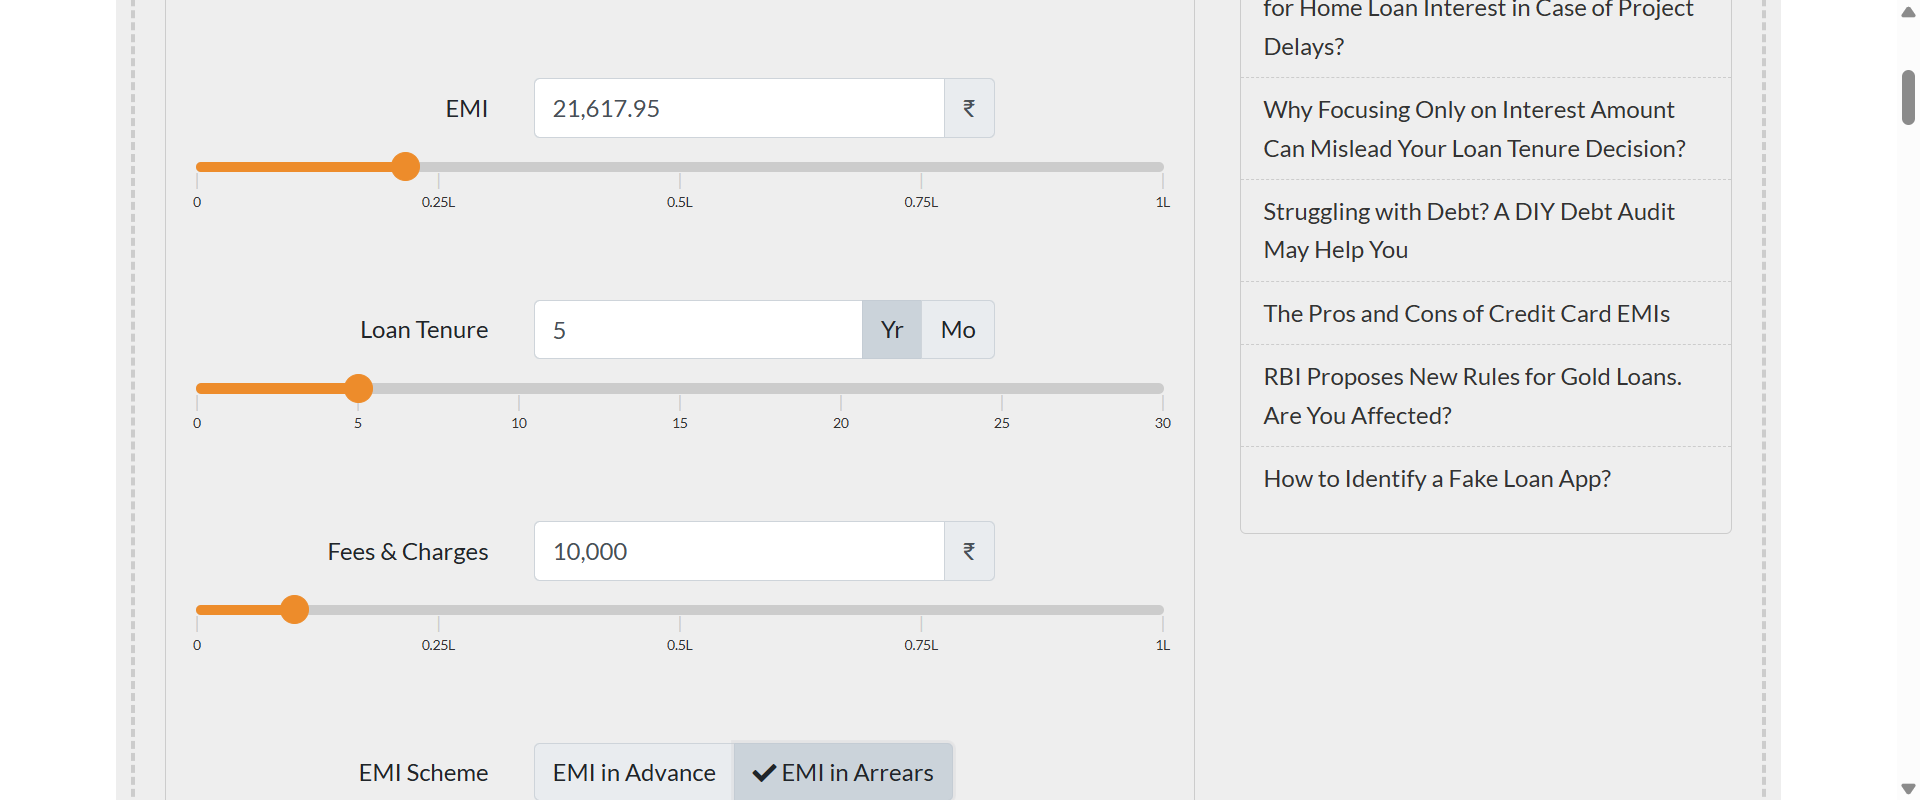 EMI
21,617.95 ₹
0 0.25L 0.5L 0.75L 1L
Loan Tenure
5 Yr Mo
0 5 10 15 20 25 30
Fees & Charges
10,000 ₹
0 0.25L 0.5L 0.75L 1L
EMI Scheme
EMI in Advance EMI in Arrears
for Home Loan Interest in Case of Project
Delays?
Why Focusing Only on Interest Amount
Can Mislead Your Loan Tenure Decision?
Struggling with Debt? A DIY Debt Audit
May Help You
The Pros and Cons of Credit Card EMIs
RBI Proposes New Rules for Gold Loans.
Are You Affected?
How to Identify a Fake Loan App?